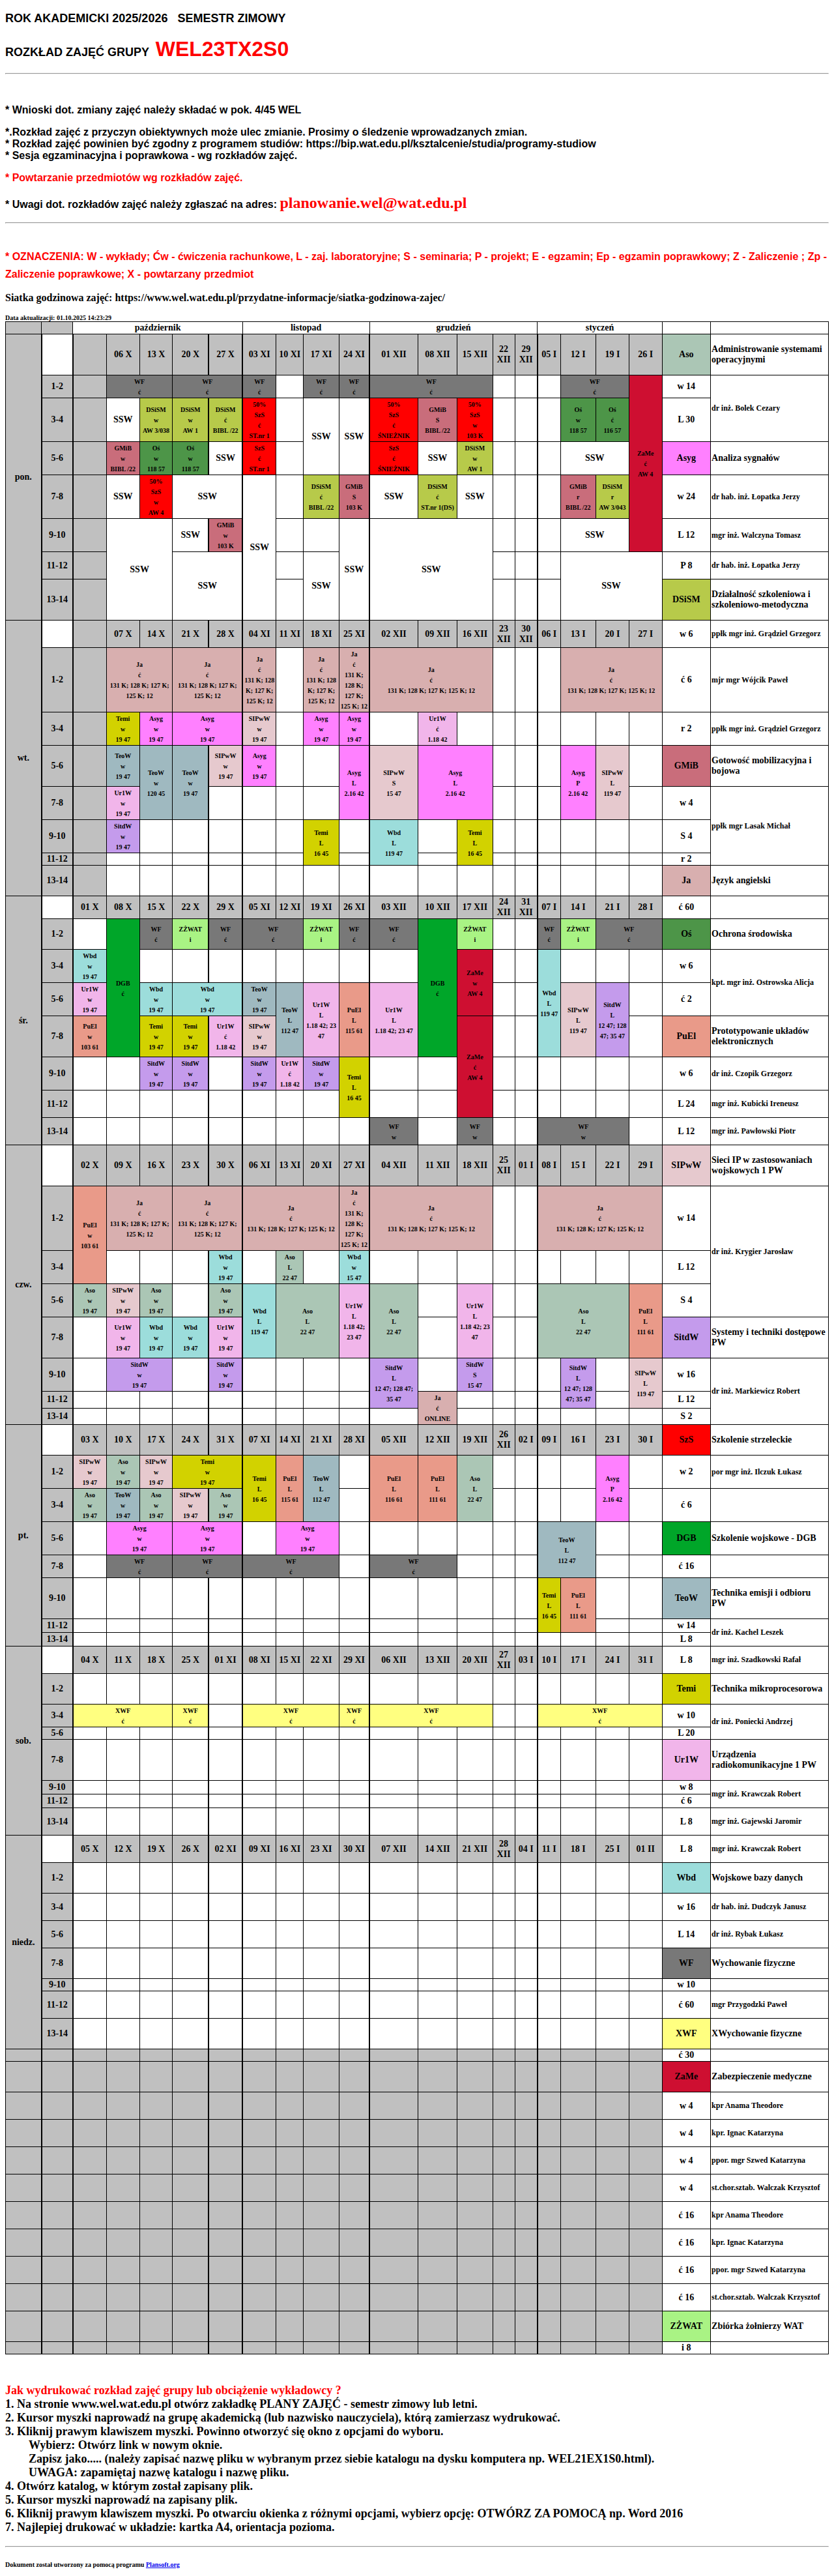 ROK AKADEMICKI 2025/2026 SEMESTR ZIMOWY
ROZKŁAD ZAJĘĆ GRUPY WEL23TX2S0
* Wnioski dot. zmiany zajęć należy składać w pok. 4/45 WEL
*.Rozkład zajęć z przyczyn obiektywnych może ulec zmianie. Prosimy o śledzenie wprowadzanych zmian.
* Rozkład zajęć powinien być zgodny z programem studiów: https://bip.wat.edu.pl/ksztalcenie/studia/programy-studiow
* Sesja egzaminacyjna i poprawkowa - wg rozkładów zajęć.
* Powtarzanie przedmiotów wg rozkładów zajęć.
* Uwagi dot. rozkładów zajęć należy zgłaszać na adres: planowanie.wel@wat.edu.pl
* OZNACZENIA: W - wykłady; Ćw - ćwiczenia rachunkowe, L - zaj. laboratoryjne; S - seminaria; P - projekt; E - egzamin; Ep - egzamin poprawkowy; Z - Zaliczenie ; Zp -
Zaliczenie poprawkowe; X - powtarzany przedmiot
Siatka godzinowa zajęć: https://www.wel.wat.edu.pl/przydatne-informacje/siatka-godzinowa-zajec/
Data aktualizacji: 01.10.2025 14:23:29
październik listopad grudzień styczeń
pon. 06 X 13 X 20 X 27 X 03 XI 10 XI 17 XI 24 XI 01 XII 08 XII 15 XII 22 XII 29 XII 05 I 12 I 19 I 26 I Aso Administrowanie systemami operacyjnymi
1-2 WF ć WF ć WF ć WF ć WF ć WF ć WF ć ZaMe ć AW 4 w 14 dr inż. Bolek Cezary
3-4 SSW DSiSM w AW 3/038 DSiSM w AW 1 DSiSM ć BIBL /22 50% SzS ć ST.nr 1 SSW SSW 50% SzS ć ŚNIEŻNIK GMiB S BIBL /22 50% SzS w 103 K Oś w 118 57 Oś ć 116 57 L 30
5-6 GMiB w BIBL /22 Oś w 118 57 Oś w 118 57 SSW SzS ć ST.nr 1 SzS ć ŚNIEŻNIK SSW DSiSM w AW 1 SSW Asyg Analiza sygnałów
7-8 SSW 50% SzS w AW 4 SSW SSW DSiSM ć BIBL /22 GMiB S 103 K SSW DSiSM ć ST.nr 1(DS) SSW GMiB r BIBL /22 DSiSM r AW 3/043 w 24 dr hab. inż. Łopatka Jerzy
9-10 SSW SSW GMiB w 103 K SSW SSW SSW L 12 mgr inż. Walczyna Tomasz
11-12 SSW SSW SSW P 8 dr hab. inż. Łopatka Jerzy
13-14 DSiSM Działalność szkoleniowa i szkoleniowo-metodyczna
wt. 07 X 14 X 21 X 28 X 04 XI 11 XI 18 XI 25 XI 02 XII 09 XII 16 XII 23 XII 30 XII 06 I 13 I 20 I 27 I w 6 ppłk mgr inż. Grądziel Grzegorz
1-2 Ja ć 131 K; 128 K; 127 K; 125 K; 12 Ja ć 131 K; 128 K; 127 K; 125 K; 12 Ja ć 131 K; 128 K; 127 K; 125 K; 12 Ja ć 131 K; 128 K; 127 K; 125 K; 12 Ja ć 131 K; 128 K; 127 K; 125 K; 12 Ja ć 131 K; 128 K; 127 K; 125 K; 12 Ja ć 131 K; 128 K; 127 K; 125 K; 12 ć 6 mjr mgr Wójcik Paweł
3-4 Temi w 19 47 Asyg w 19 47 Asyg w 19 47 SIPwW w 19 47 Asyg w 19 47 Asyg w 19 47 Ur1W ć 1.18 42 r 2 ppłk mgr inż. Grądziel Grzegorz
5-6 TeoW w 19 47 TeoW w 120 45 TeoW w 19 47 SIPwW w 19 47 Asyg w 19 47 Asyg L 2.16 42 SIPwW S 15 47 Asyg L 2.16 42 Asyg P 2.16 42 SIPwW L 119 47 GMiB Gotowość mobilizacyjna i bojowa
7-8 Ur1W w 19 47 w 4 ppłk mgr Lasak Michał
9-10 SitdW w 19 47 Temi L 16 45 Wbd L 119 47 Temi L 16 45 S 4
11-12 r 2
13-14 Ja Język angielski
śr. 01 X 08 X 15 X 22 X 29 X 05 XI 12 XI 19 XI 26 XI 03 XII 10 XII 17 XII 24 XII 31 XII 07 I 14 I 21 I 28 I ć 60
1-2 DGB ć WF ć ZŻWAT i WF ć WF ć ZŻWAT i WF ć WF ć DGB ć ZŻWAT i WF ć ZŻWAT i WF ć Oś Ochrona środowiska
3-4 Wbd w 19 47 ZaMe w AW 4 Wbd L 119 47 w 6 kpt. mgr inż. Ostrowska Alicja
5-6 Ur1W w 19 47 Wbd w 19 47 Wbd w 19 47 TeoW w 19 47 TeoW L 112 47 Ur1W L 1.18 42; 23 47 PuEl L 115 61 Ur1W L 1.18 42; 23 47 SIPwW L 119 47 SitdW L 12 47; 128 47; 35 47 ć 2
7-8 PuEl w 103 61 Temi w 19 47 Temi w 19 47 Ur1W ć 1.18 42 SIPwW w 19 47 ZaMe ć AW 4 PuEl Prototypowanie układów elektronicznych
9-10 SitdW w 19 47 SitdW w 19 47 SitdW w 19 47 Ur1W ć 1.18 42 SitdW w 19 47 Temi L 16 45 w 6 dr inż. Czopik Grzegorz
11-12 L 24 mgr inż. Kubicki Ireneusz
13-14 WF w WF w WF w L 12 mgr inż. Pawłowski Piotr
czw. 02 X 09 X 16 X 23 X 30 X 06 XI 13 XI 20 XI 27 XI 04 XII 11 XII 18 XII 25 XII 01 I 08 I 15 I 22 I 29 I SIPwW Sieci IP w zastosowaniach wojskowych 1 PW
1-2 PuEl w 103 61 Ja ć 131 K; 128 K; 127 K; 125 K; 12 Ja ć 131 K; 128 K; 127 K; 125 K; 12 Ja ć 131 K; 128 K; 127 K; 125 K; 12 Ja ć 131 K; 128 K; 127 K; 125 K; 12 Ja ć 131 K; 128 K; 127 K; 125 K; 12 Ja ć 131 K; 128 K; 127 K; 125 K; 12 w 14 dr inż. Krygier Jarosław
3-4 Wbd w 19 47 Aso L 22 47 Wbd w 15 47 L 12
5-6 Aso w 19 47 SIPwW w 19 47 Aso w 19 47 Aso w 19 47 Wbd L 119 47 Aso L 22 47 Ur1W L 1.18 42; 23 47 Aso L 22 47 Ur1W L 1.18 42; 23 47 Aso L 22 47 PuEl L 111 61 S 4
7-8 Ur1W w 19 47 Wbd w 19 47 Wbd w 19 47 Ur1W w 19 47 SitdW Systemy i techniki dostępowe PW
9-10 SitdW w 19 47 SitdW w 19 47 SitdW L 12 47; 128 47; 35 47 SitdW S 15 47 SitdW L 12 47; 128 47; 35 47 SIPwW L 119 47 w 16 dr inż. Markiewicz Robert
11-12 Ja ć ONLINE L 12
13-14 S 2
pt. 03 X 10 X 17 X 24 X 31 X 07 XI 14 XI 21 XI 28 XI 05 XII 12 XII 19 XII 26 XII 02 I 09 I 16 I 23 I 30 I SzS Szkolenie strzeleckie
1-2 SIPwW w 19 47 Aso w 19 47 SIPwW w 19 47 Temi w 19 47 Temi L 16 45 PuEl L 115 61 TeoW L 112 47 PuEl L 116 61 PuEl L 111 61 Aso L 22 47 Asyg P 2.16 42 w 2 por mgr inż. Ilczuk Łukasz
3-4 Aso w 19 47 TeoW w 19 47 Aso w 19 47 SIPwW w 19 47 Aso w 19 47 ć 6
5-6 Asyg w 19 47 Asyg w 19 47 Asyg w 19 47 TeoW L 112 47 DGB Szkolenie wojskowe - DGB
7-8 WF ć WF ć WF ć WF ć ć 16
9-10 Temi L 16 45 PuEl L 111 61 TeoW Technika emisji i odbioru PW
11-12 w 14 dr inż. Kachel Leszek
13-14 L 8
sob. 04 X 11 X 18 X 25 X 01 XI 08 XI 15 XI 22 XI 29 XI 06 XII 13 XII 20 XII 27 XII 03 I 10 I 17 I 24 I 31 I L 8 mgr inż. Szadkowski Rafał
1-2 Temi Technika mikroprocesorowa
3-4 XWF ć XWF ć XWF ć XWF ć XWF ć XWF ć w 10 dr inż. Poniecki Andrzej
5-6 L 20
7-8 Ur1W Urządzenia radiokomunikacyjne 1 PW
9-10 w 8 mgr inż. Krawczak Robert
11-12 ć 6
13-14 L 8 mgr inż. Gajewski Jaromir
niedz. 05 X 12 X 19 X 26 X 02 XI 09 XI 16 XI 23 XI 30 XI 07 XII 14 XII 21 XII 28 XII 04 I 11 I 18 I 25 I 01 II L 8 mgr inż. Krawczak Robert
1-2 Wbd Wojskowe bazy danych
3-4 w 16 dr hab. inż. Dudczyk Janusz
5-6 L 14 dr inż. Rybak Łukasz
7-8 WF Wychowanie fizyczne
9-10 w 10
11-12 ć 60 mgr Przygodzki Paweł
13-14 XWF XWychowanie fizyczne
ć 30
ZaMe Zabezpieczenie medyczne
w 4 kpr Anama Theodore
w 4 kpr. Ignac Katarzyna
w 4 ppor. mgr Szwed Katarzyna
w 4 st.chor.sztab. Walczak Krzysztof
ć 16 kpr Anama Theodore
ć 16 kpr. Ignac Katarzyna
ć 16 ppor. mgr Szwed Katarzyna
ć 16 st.chor.sztab. Walczak Krzysztof
ZŻWAT Zbiórka żołnierzy WAT
i 8
Jak wydrukować rozkład zajęć grupy lub obciążenie wykładowcy ?
1. Na stronie www.wel.wat.edu.pl otwórz zakładkę PLANY ZAJĘĆ - semestr zimowy lub letni.
2. Kursor myszki naprowadź na grupę akademicką (lub nazwisko nauczyciela), którą zamierzasz wydrukować.
3. Kliknij prawym klawiszem myszki. Powinno otworzyć się okno z opcjami do wyboru.
Wybierz: Otwórz link w nowym oknie.
Zapisz jako..... (należy zapisać nazwę pliku w wybranym przez siebie katalogu na dysku komputera np. WEL21EX1S0.html).
UWAGA: zapamiętaj nazwę katalogu i nazwę pliku.
4. Otwórz katalog, w którym został zapisany plik.
5. Kursor myszki naprowadź na zapisany plik.
6. Kliknij prawym klawiszem myszki. Po otwarciu okienka z różnymi opcjami, wybierz opcję: OTWÓRZ ZA POMOCĄ np. Word 2016
7. Najlepiej drukować w układzie: kartka A4, orientacja pozioma.
Dokument został utworzony za pomocą programu Plansoft.org